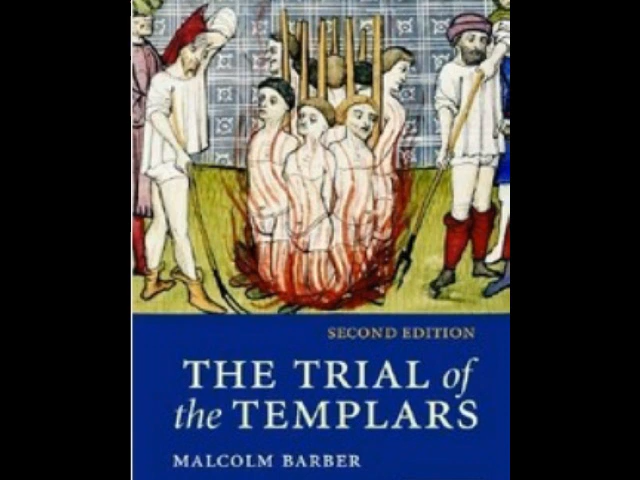 SECOND EDITION
THE TRIAL of
the TEMPLARS
MALCOLM BARBER